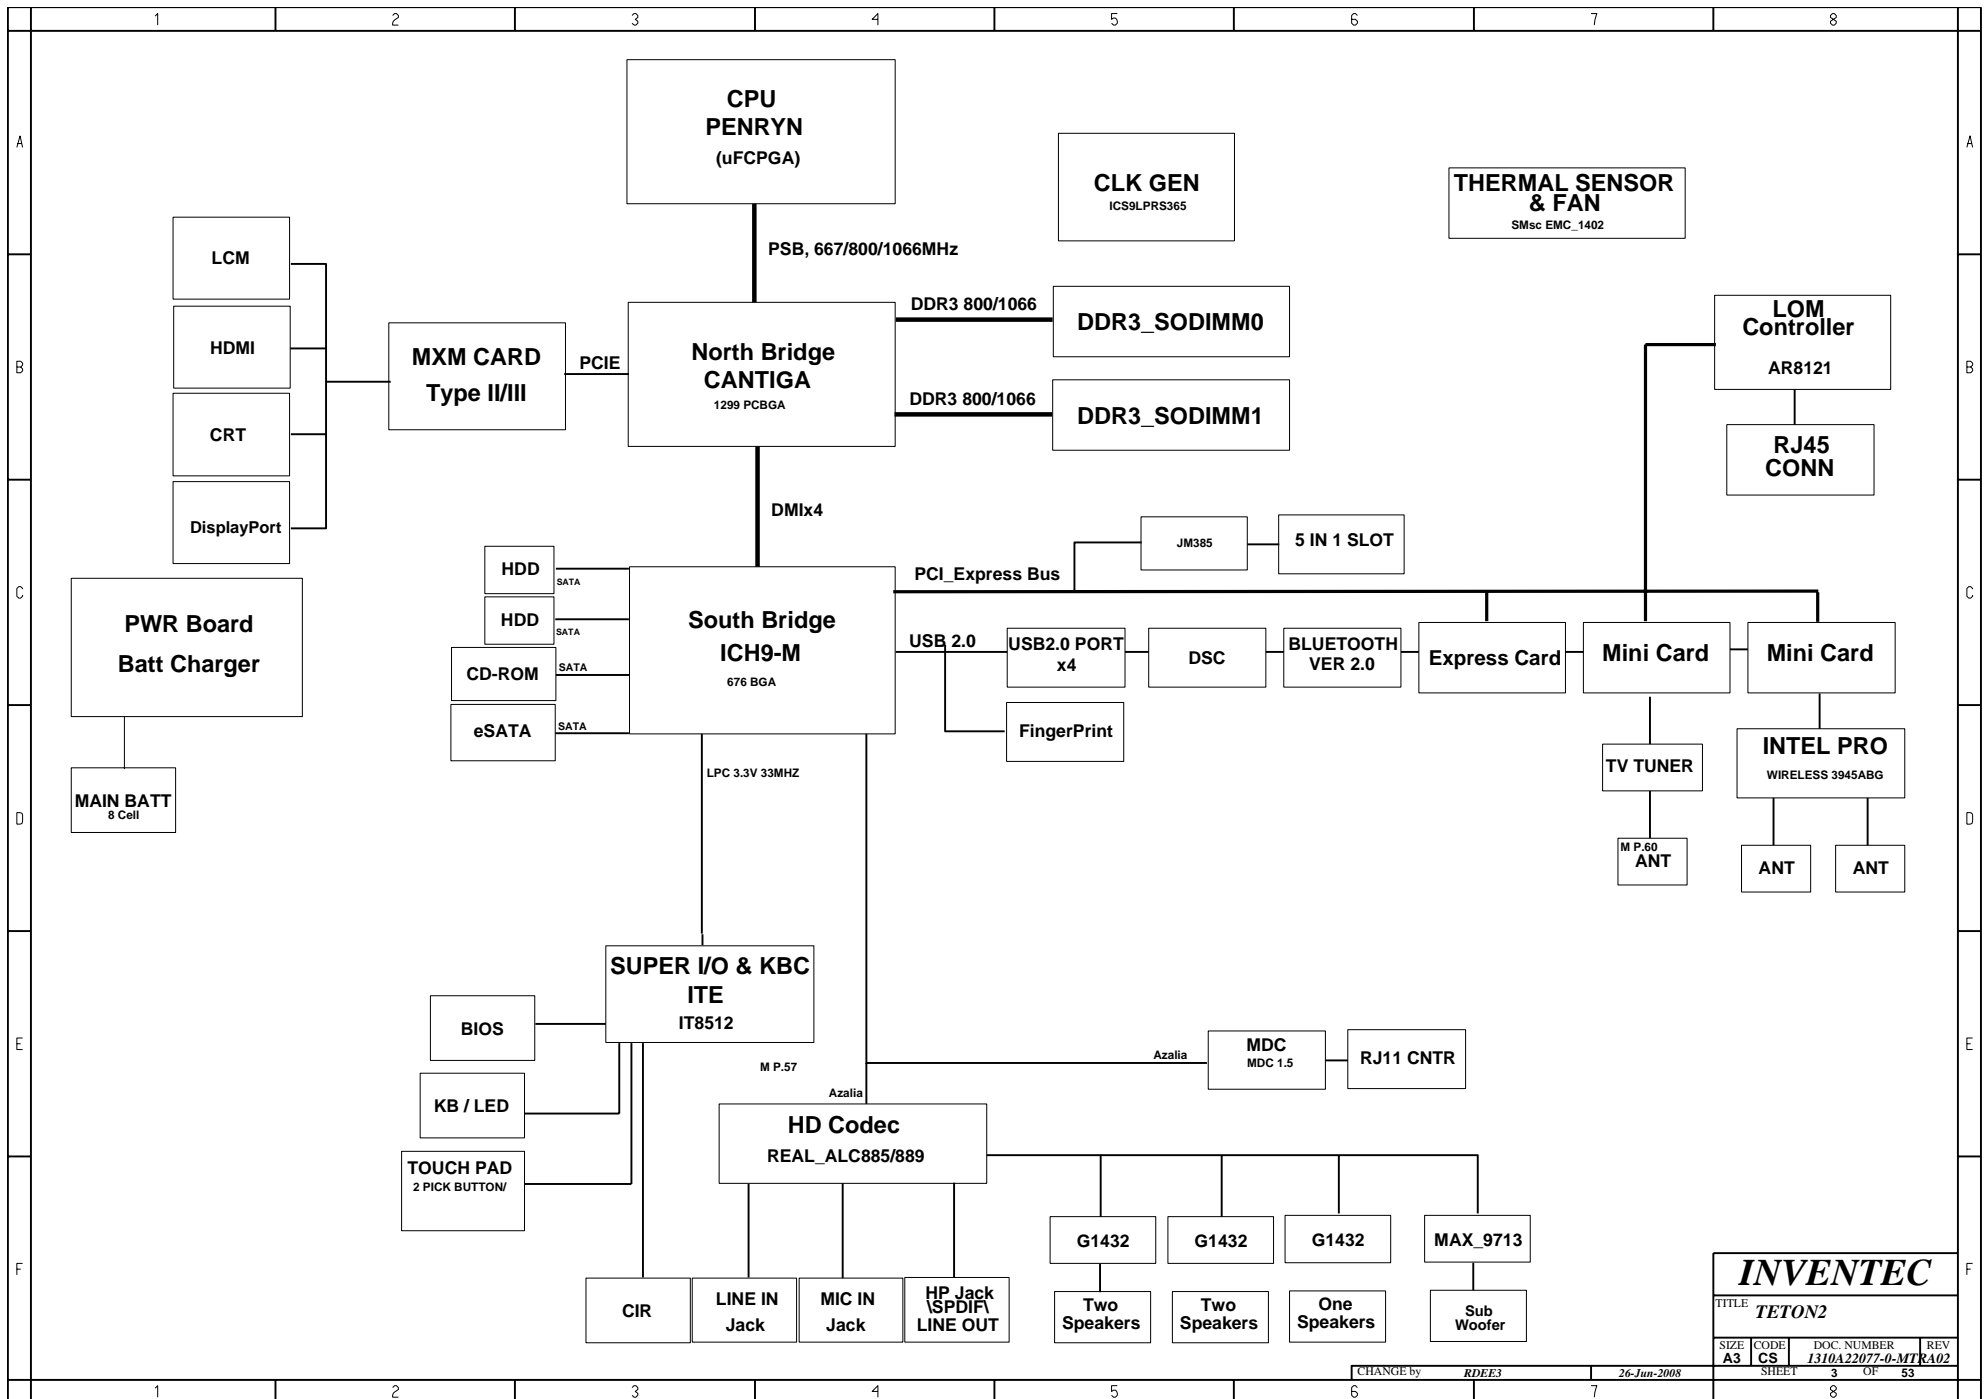 1 2 3 4 5 6 7 8
A A
B B
C C
D D
E E
F F
CPU
PENRYN
(uFCPGA)
CLK GEN
ICS9LPRS365
THERMAL SENSOR
& FAN
SMsc EMC_1402
PSB, 667/800/1066MHz
LCM
HDMI
CRT
DisplayPort
MXM CARD
Type II/III
PCIE
North Bridge
CANTIGA
1299 PCBGA
DDR3 800/1066
DDR3_SODIMM0
DDR3 800/1066
DDR3_SODIMM1
LOM
Controller
AR8121
RJ45
CONN
DMIx4
JM385
5 IN 1 SLOT
PCI_Express Bus
HDD
SATA
HDD
SATA
CD-ROM
SATA
eSATA
SATA
South Bridge
ICH9-M
676 BGA
USB 2.0
USB2.0 PORT
x4
DSC
BLUETOOTH
VER 2.0
Express Card
Mini Card
Mini Card
FingerPrint
TV TUNER
M P.60
ANT
INTEL PRO
WIRELESS 3945ABG
ANT
ANT
PWR Board
Batt Charger
MAIN BATT
8 Cell
LPC 3.3V 33MHZ
SUPER I/O & KBC
ITE
IT8512
BIOS
KB / LED
TOUCH PAD
2 PICK BUTTON/
M P.57
Azalia
Azalia
MDC
MDC 1.5
RJ11 CNTR
HD Codec
REAL_ALC885/889
CIR
LINE IN
Jack
MIC IN
Jack
HP Jack
\SPDIF\
LINE OUT
G1432
G1432
G1432
MAX_9713
Two
Speakers
Two
Speakers
One
Speakers
Sub
Woofer
INVENTEC
TITLE
TETON2
SIZE CODE DOC. NUMBER REV
A3 CS 1310A22077-0-MTR A02
CHANGE by RDEE3 26-Jun-2008 SHEET 3 OF 53
1 2 3 4 5 6 7 8